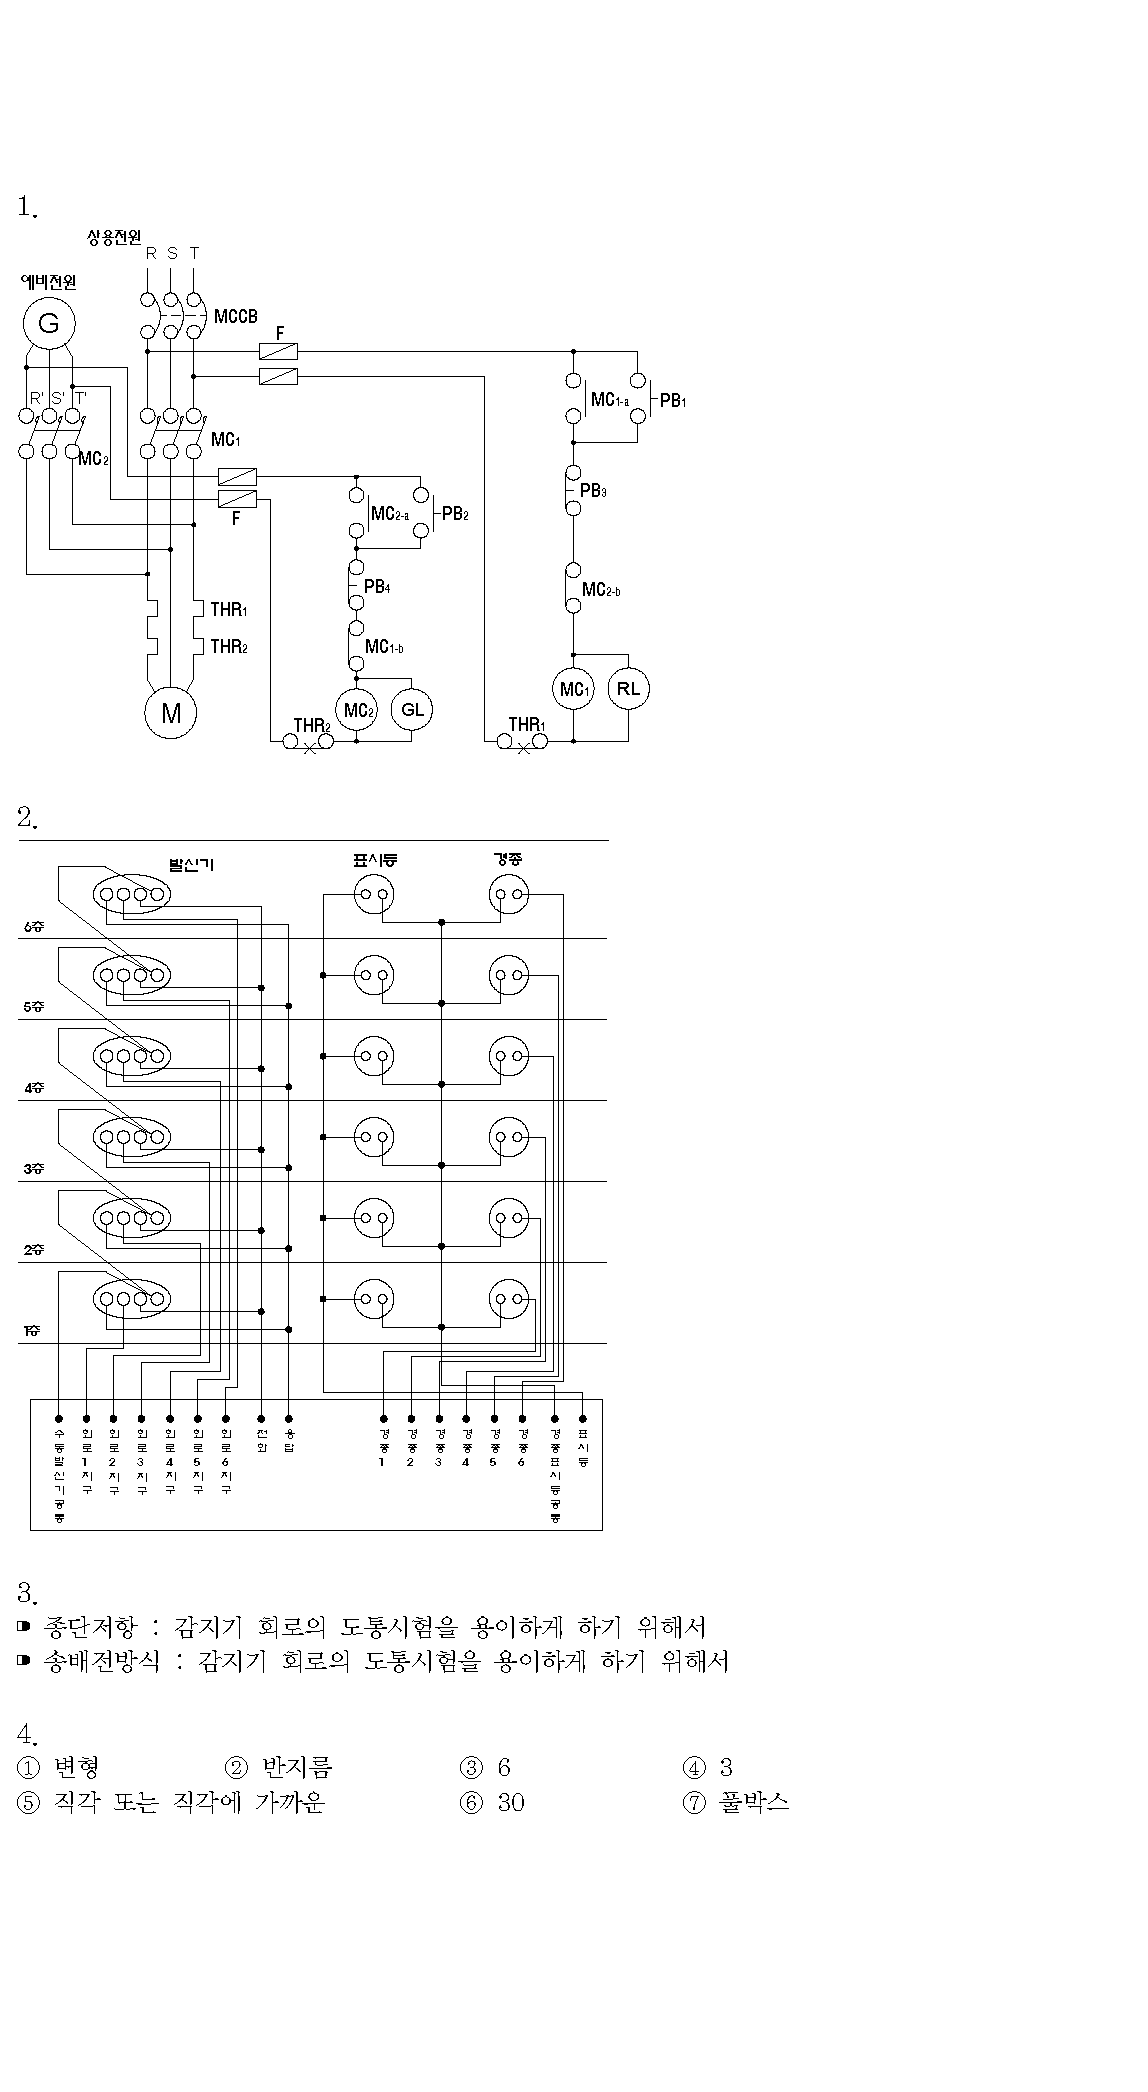 1.
상용전원
R S T
예비전원
G
MCCB
F
R' S' T'
MC1-a PB1
MC2
MC1
PB3
MC2-a PB2
F
PB4
MC2-b
THR1
THR2
MC1-b
MC1 RL
M
MC2 GL
THR2
THR1
2.
발신기 표시등 경종
6층
5층
4층
3층
2층
1층
수동발신기공통
회로1지구
회로2지구
회로3지구
회로4지구
회로5지구
회로6지구
전화
응답
경종1
경종2
경종3
경종4
경종5
경종6
경종표시등공통
표시등
3.
종단저항 : 감지기 회로의 도통시험을 용이하게 하기 위해서
송배전방식 : 감지기 회로의 도통시험을 용이하게 하기 위해서
4.
① 변형 ② 반지름 ③ 6 ④ 3
⑤ 직각 또는 직각에 가까운 ⑥ 30 ⑦ 풀박스